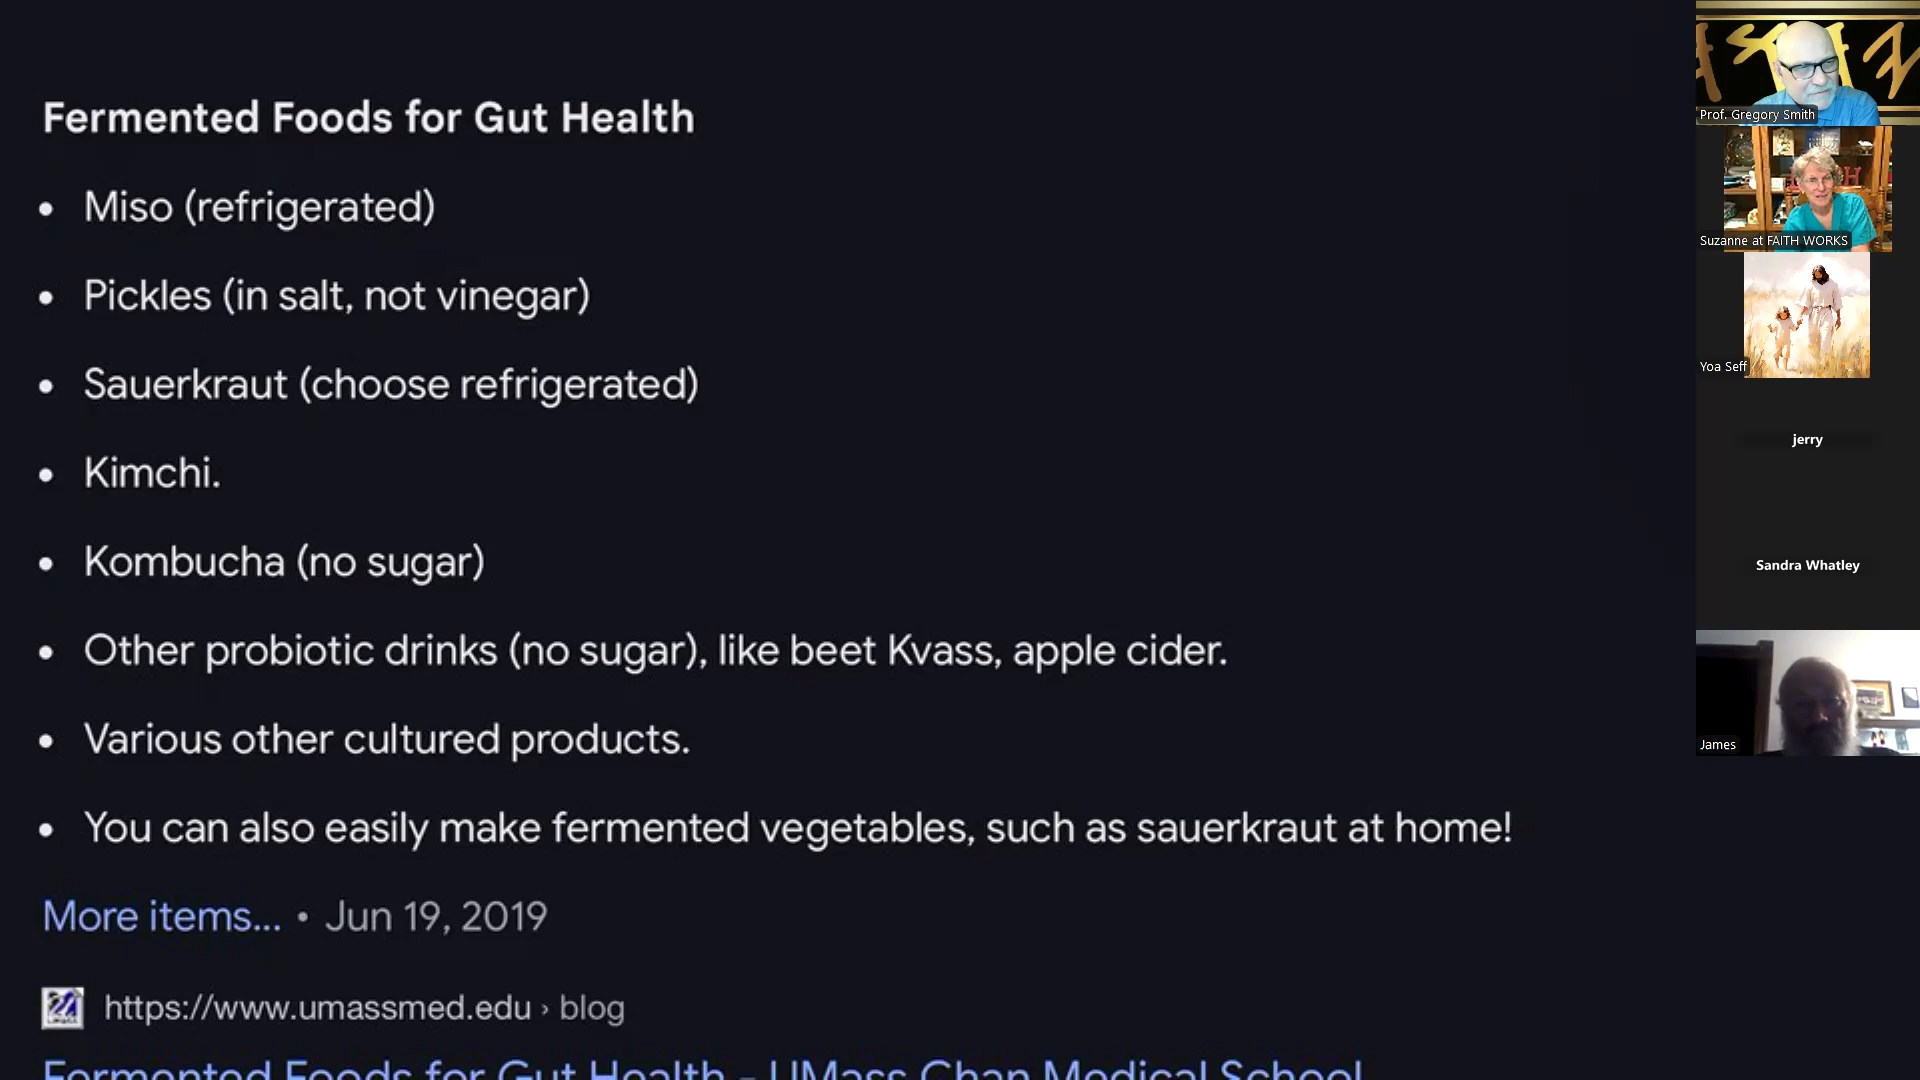 Fermented Foods for Gut Health
• Miso (refrigerated)
• Pickles (in salt, not vinegar)
• Sauerkraut (choose refrigerated)
• Kimchi.
• Kombucha (no sugar)
• Other probiotic drinks (no sugar), like beet Kvass, apple cider.
• Various other cultured products.
• You can also easily make fermented vegetables, such as sauerkraut at home!
More items... • Jun 19, 2019
https://www.umassmed.edu › blog
Fermented Foods for Gut Health - UMass Chan Medical School
Prof. Gregory Smith
Suzanne at FAITH WORKS
Yoa Seff
jerry
Sandra Whatley
James